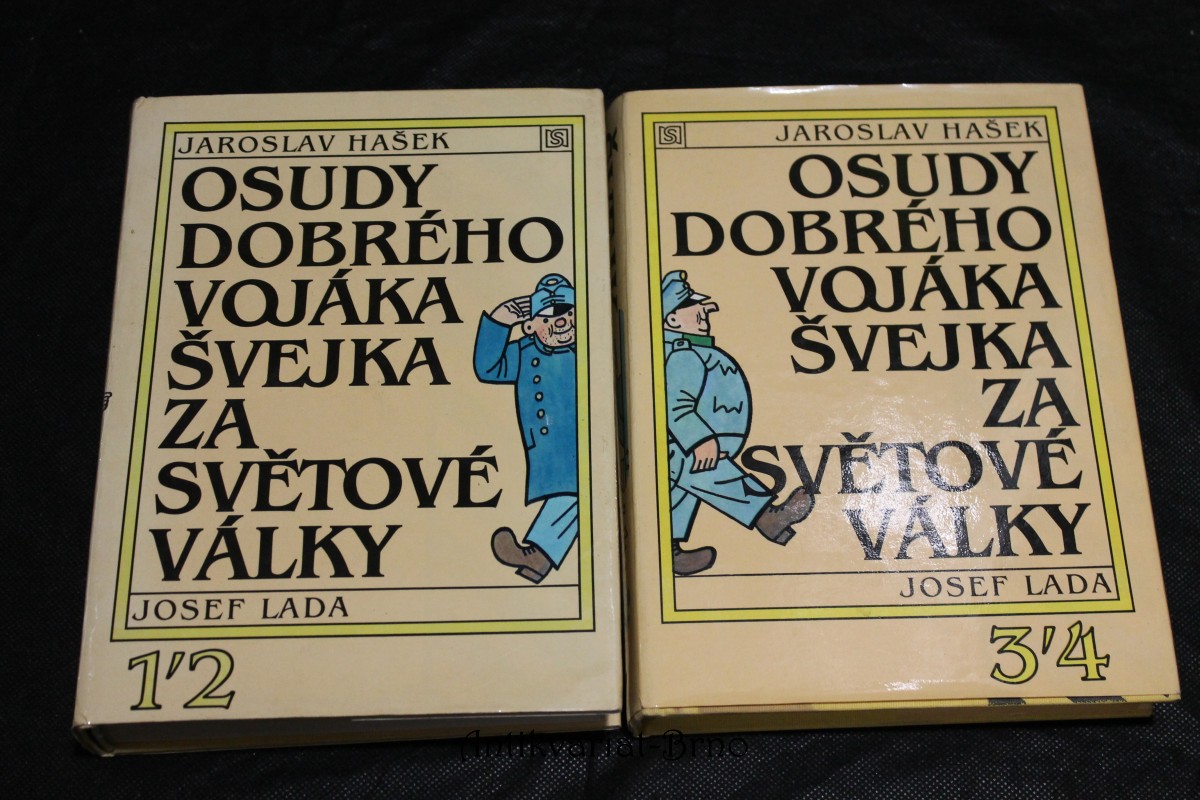 JAROSLAV HAŠEK
OSUDY
DOBRÉHO
VOJÁKA
ŠVEJKA
ZA
SVĚTOVÉ
VÁLKY
JOSEF LADA
1'2
JAROSLAV HAŠEK
OSUDY
DOBRÉHO
VOJÁKA
ŠVEJKA
ZA
SVĚTOVÉ
VÁLKY
JOSEF LADA
3'4
Antikvariat-Brno